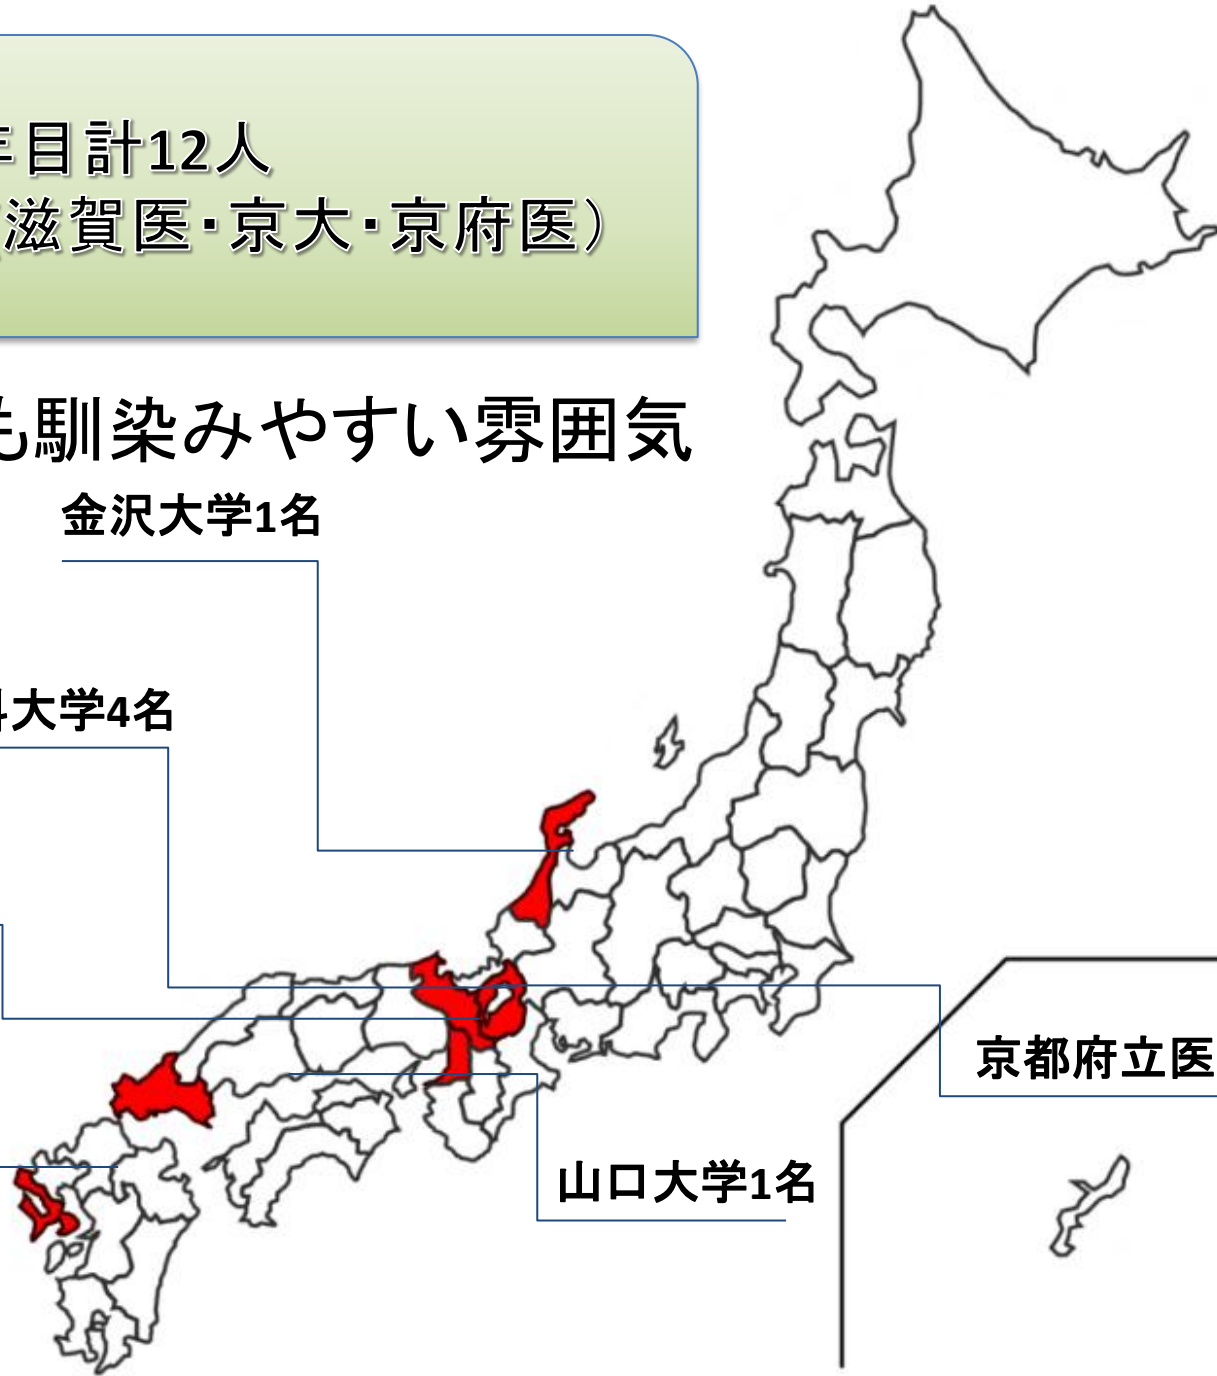 年目計12人
滋賀医・京大・京府医）
も馴染みやすい雰囲気
金沢大学1名
科大学4名
京都府立医
山口大学1名